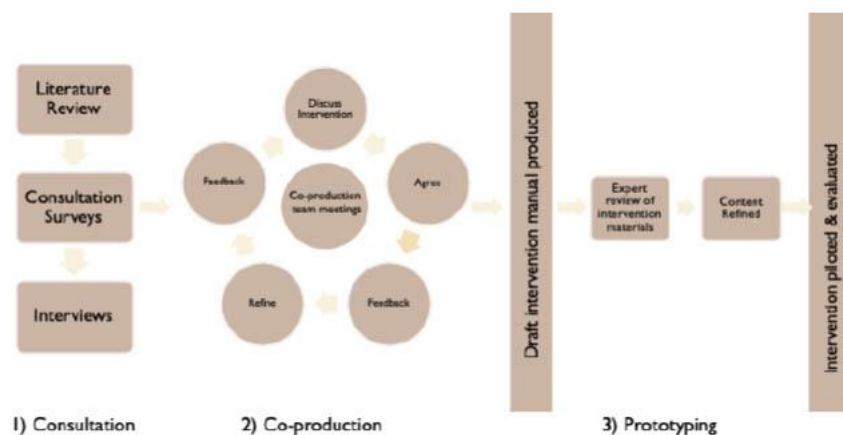 Literature
Review
Consultation
Surveys
Interviews
Discuss
Intervention
Agree
Feedback
Refine
Feedback
Co-production
team meetings
Draft intervention manual produced
Expert
review of
intervention
materials
Content
Refined
Intervention piloted & evaluated
1) Consultation
2) Co-production
3) Prototyping